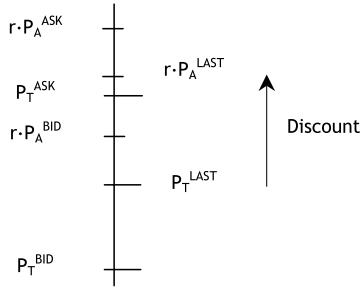 r·P_A^ASK
r·P_A^LAST
P_T^ASK
r·P_A^BID
Discount
P_T^LAST
P_T^BID